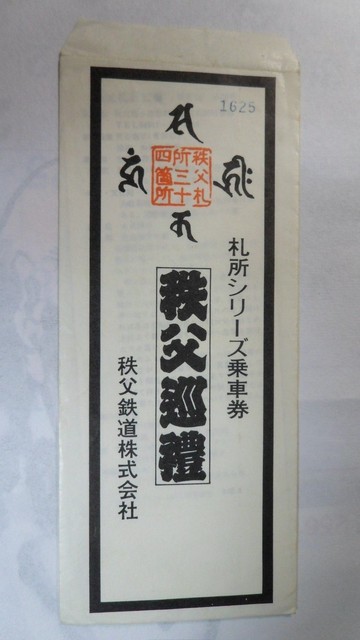 1625
秩父札
所三十
四箇所
札所シリーズ乗車券
秩父巡禮
秩父鉄道株式会社